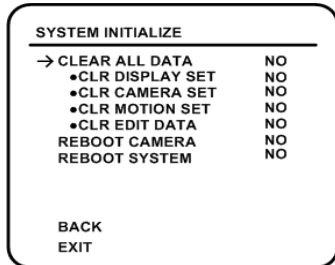 SYSTEM INITIALIZE
→ CLEAR ALL DATA NO
●CLR DISPLAY SET NO
●CLR CAMERA SET NO
●CLR MOTION SET NO
●CLR EDIT DATA NO
REBOOT CAMERA NO
REBOOT SYSTEM NO
BACK
EXIT